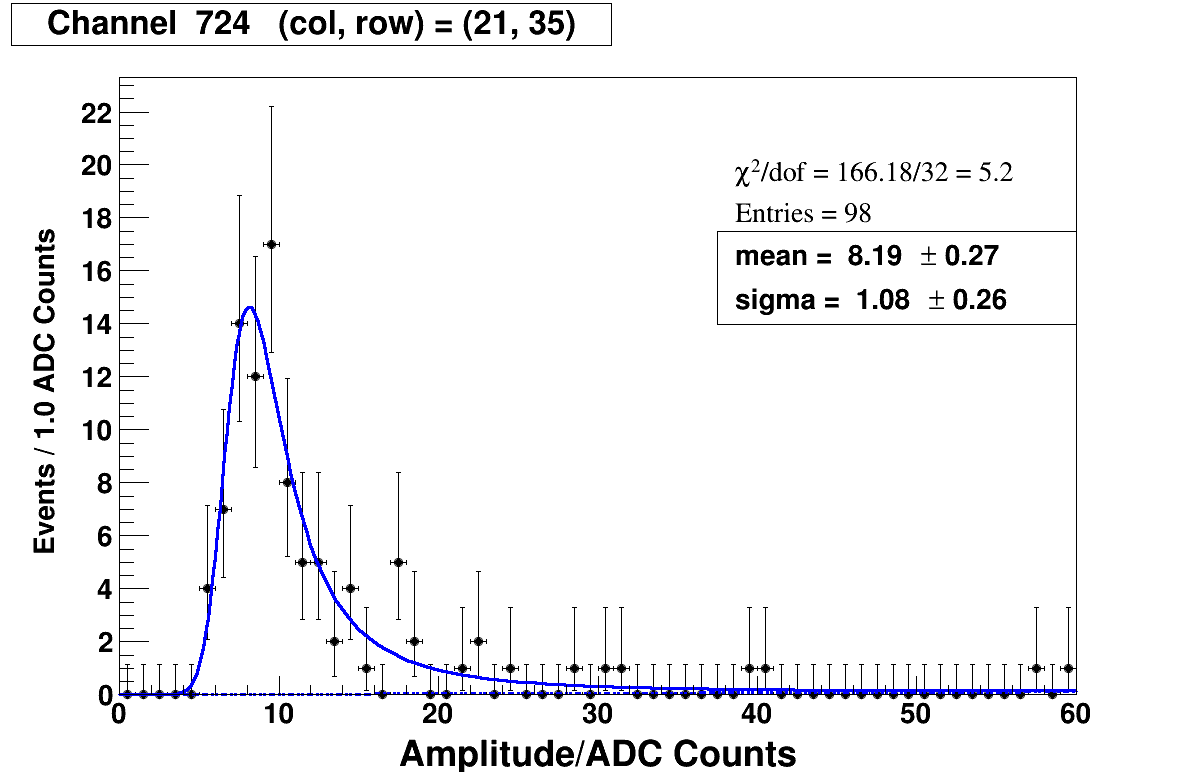 Channel 724 (col, row) = (21, 35)
22
20
18
16
14
12
10
8
6
4
2
0
Events / 1.0 ADC Counts
χ²/dof = 166.18/32 = 5.2
Entries = 98
mean = 8.19 ± 0.27
sigma = 1.08 ± 0.26
0 10 20 30 40 50 60
Amplitude/ADC Counts